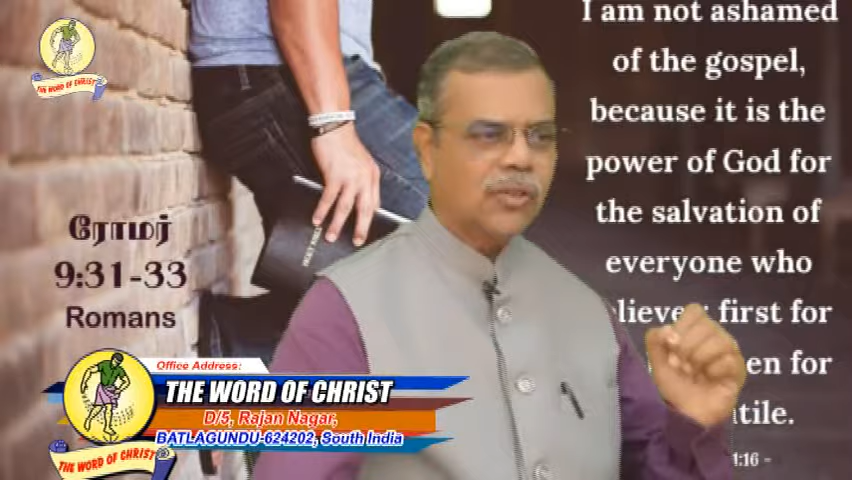 THE WORD OF CHRIST
I am not ashamed
of the gospel,
because it is the
power of God for
the salvation of
everyone who
first for
en for
tile.
1:16 -
HOLY BIBLE
ரோமர்
9:31-33
Romans
Office Address:
THE WORD OF CHRIST
D/5, Rajan Nagar,
BATLAGUNDU-624202, South India
THE WORD OF CHRIST